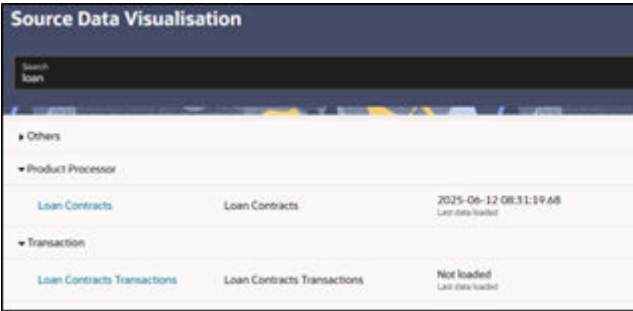 Source Data Visualisation
Search
loan
Others
Product Processor
Loan Contracts Loan Contracts 2025-06-12 08:31:19.68
Last data loaded
Transaction
Loan Contracts Transactions Loan Contracts Transactions Not loaded
Last data loaded